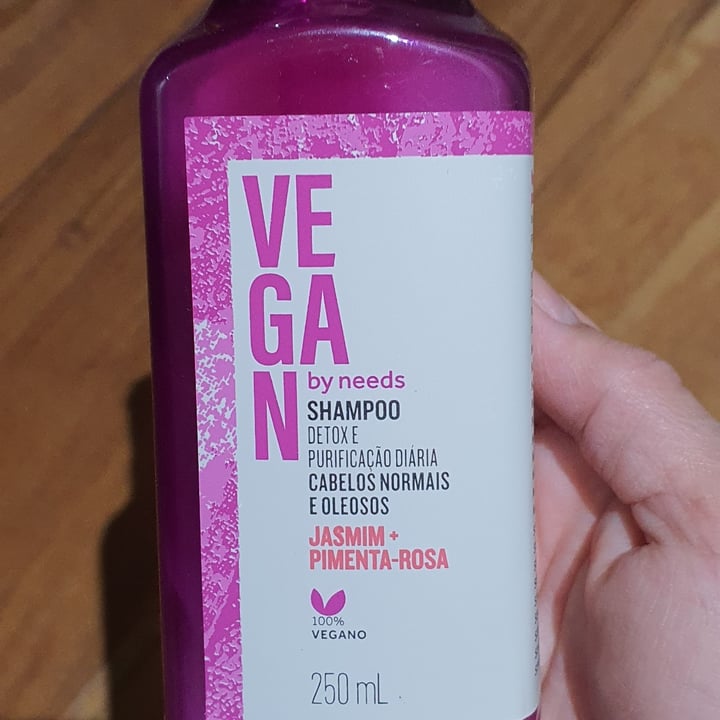 VE
GA
N
by needs
SHAMPOO
DETOX E
PURIFICAÇÃO DIÁRIA
CABELOS NORMAIS
E OLEOSOS
JASMIM +
PIMENTA-ROSA
100%
VEGANO
250 mL